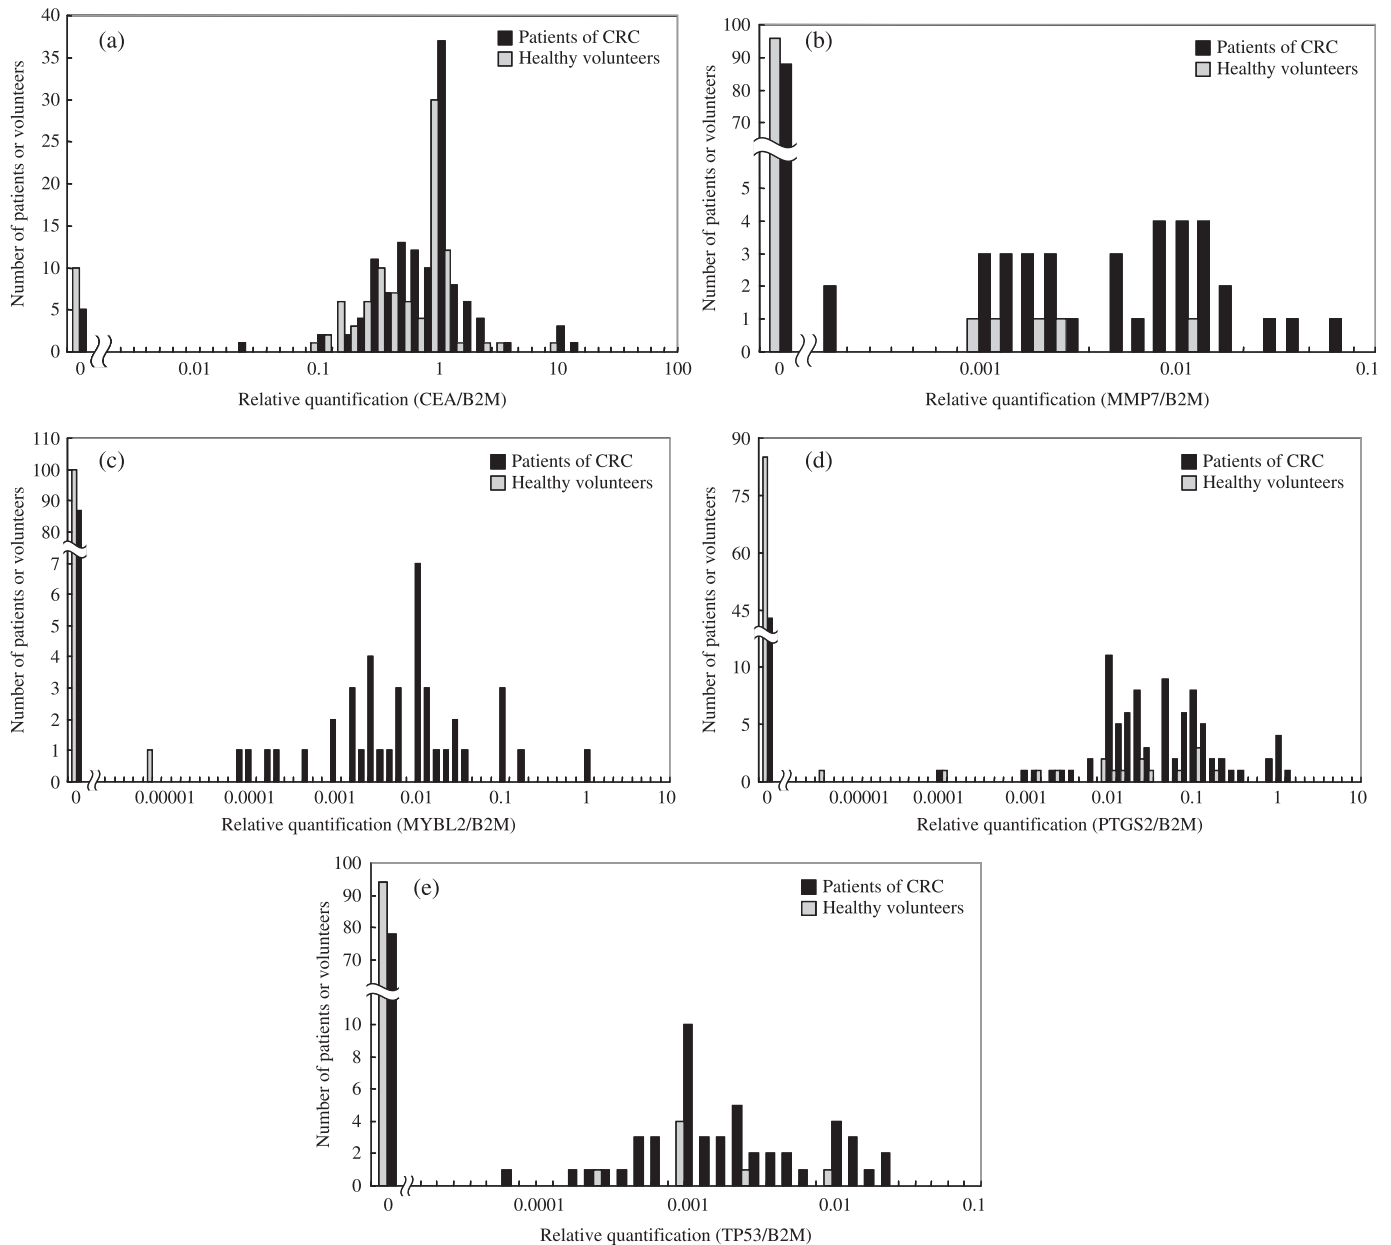 (a)
Patients of CRC
Healthy volunteers
Number of patients or volunteers
40
35
30
25
20
15
10
5
0
0 0.01 0.1 1 10 100
Relative quantification (CEA/B2M)
(b)
Patients of CRC
Healthy volunteers
Number of patients or volunteers
100
90
80
70
5
4
3
2
1
0
0 0.001 0.01 0.1
Relative quantification (MMP7/B2M)
(c)
Patients of CRC
Healthy volunteers
Number of patients or volunteers
110
100
90
80
7
6
5
4
3
2
1
0
0 0.00001 0.0001 0.001 0.01 0.1 1 10
Relative quantification (MYBL2/B2M)
(d)
Patients of CRC
Healthy volunteers
Number of patients or volunteers
90
75
60
45
10
5
0
0 0.00001 0.0001 0.001 0.01 0.1 1 10
Relative quantification (PTGS2/B2M)
(e)
Patients of CRC
Healthy volunteers
Number of patients or volunteers
100
90
80
70
10
8
6
4
2
0
0 0.0001 0.001 0.01 0.1
Relative quantification (TP53/B2M)